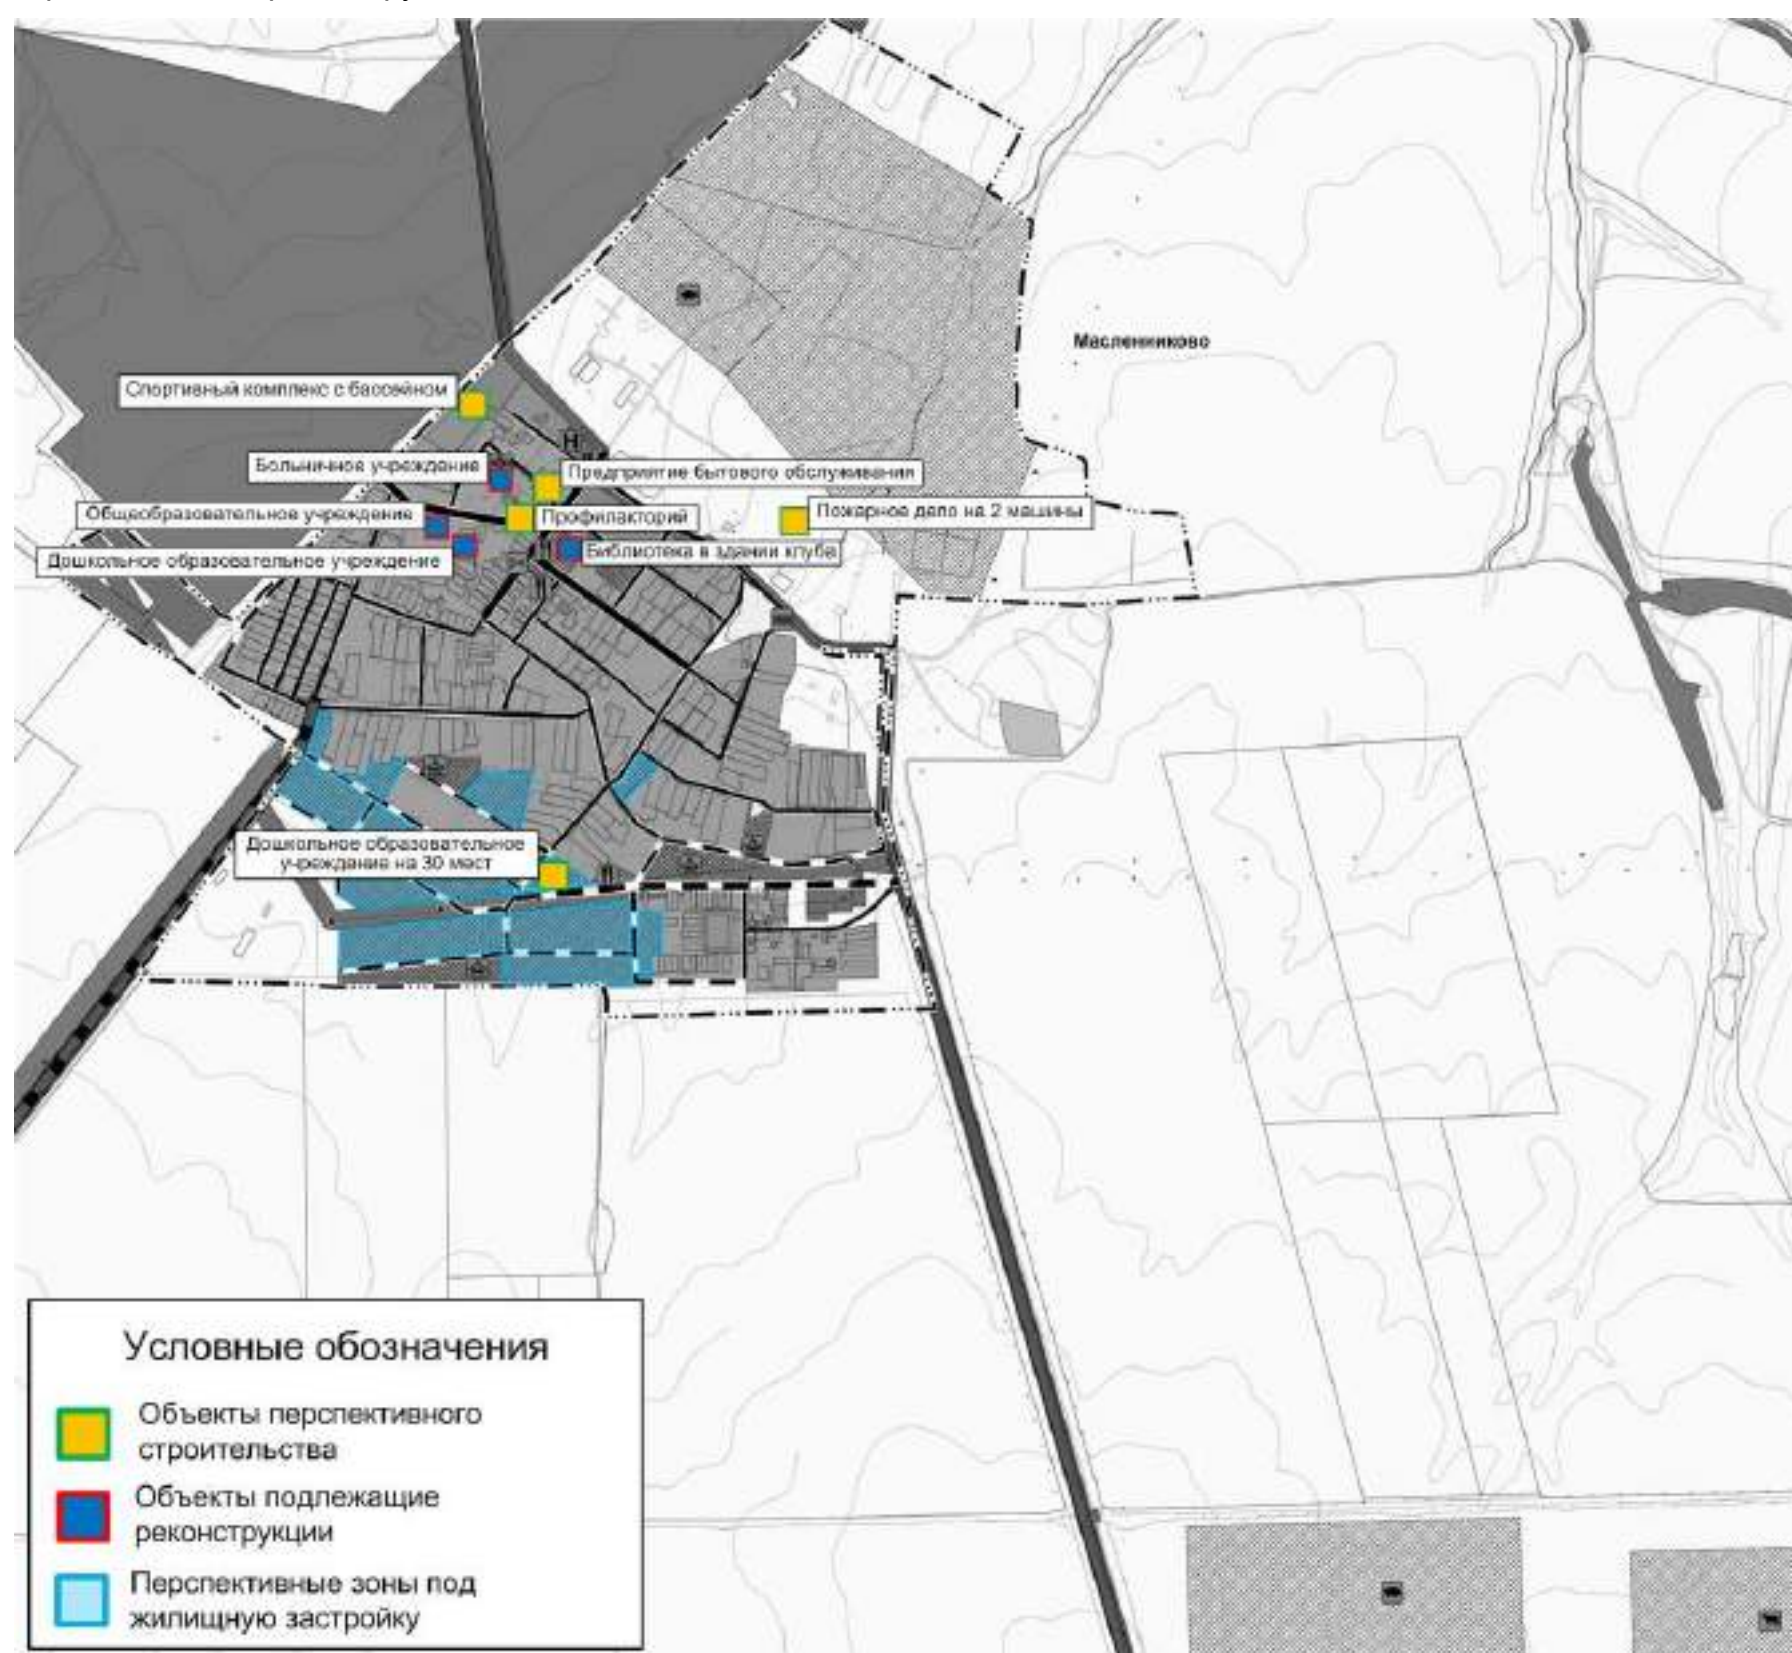 Масленниково
Спортивный комплекс с бассейном
Н
Больничное учреждение
Предприятие бытового обслуживания
Общеобразовательное учреждение
Профилакторий
Пожарное депо на 2 машины
Дошкольное образовательное учреждение
Библиотека в здании клуба
Дошкольное образовательное
учреждение на 30 мест
Условные обозначения
Объекты перспективного
строительства
Объекты подлежащие
реконструкции
Перспективные зоны под
жилищную застройку